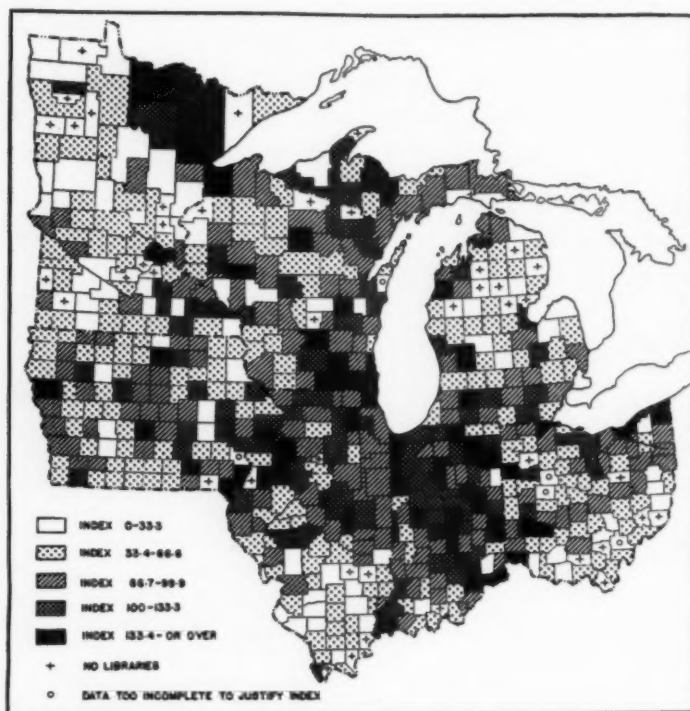 INDEX 0-33·3
INDEX 33·4-66·6
INDEX 66·7-99·9
INDEX 100-133·3
INDEX 133·4-OR OVER
+ NO LIBRARIES
o DATA TOO INCOMPLETE TO JUSTIFY INDEX